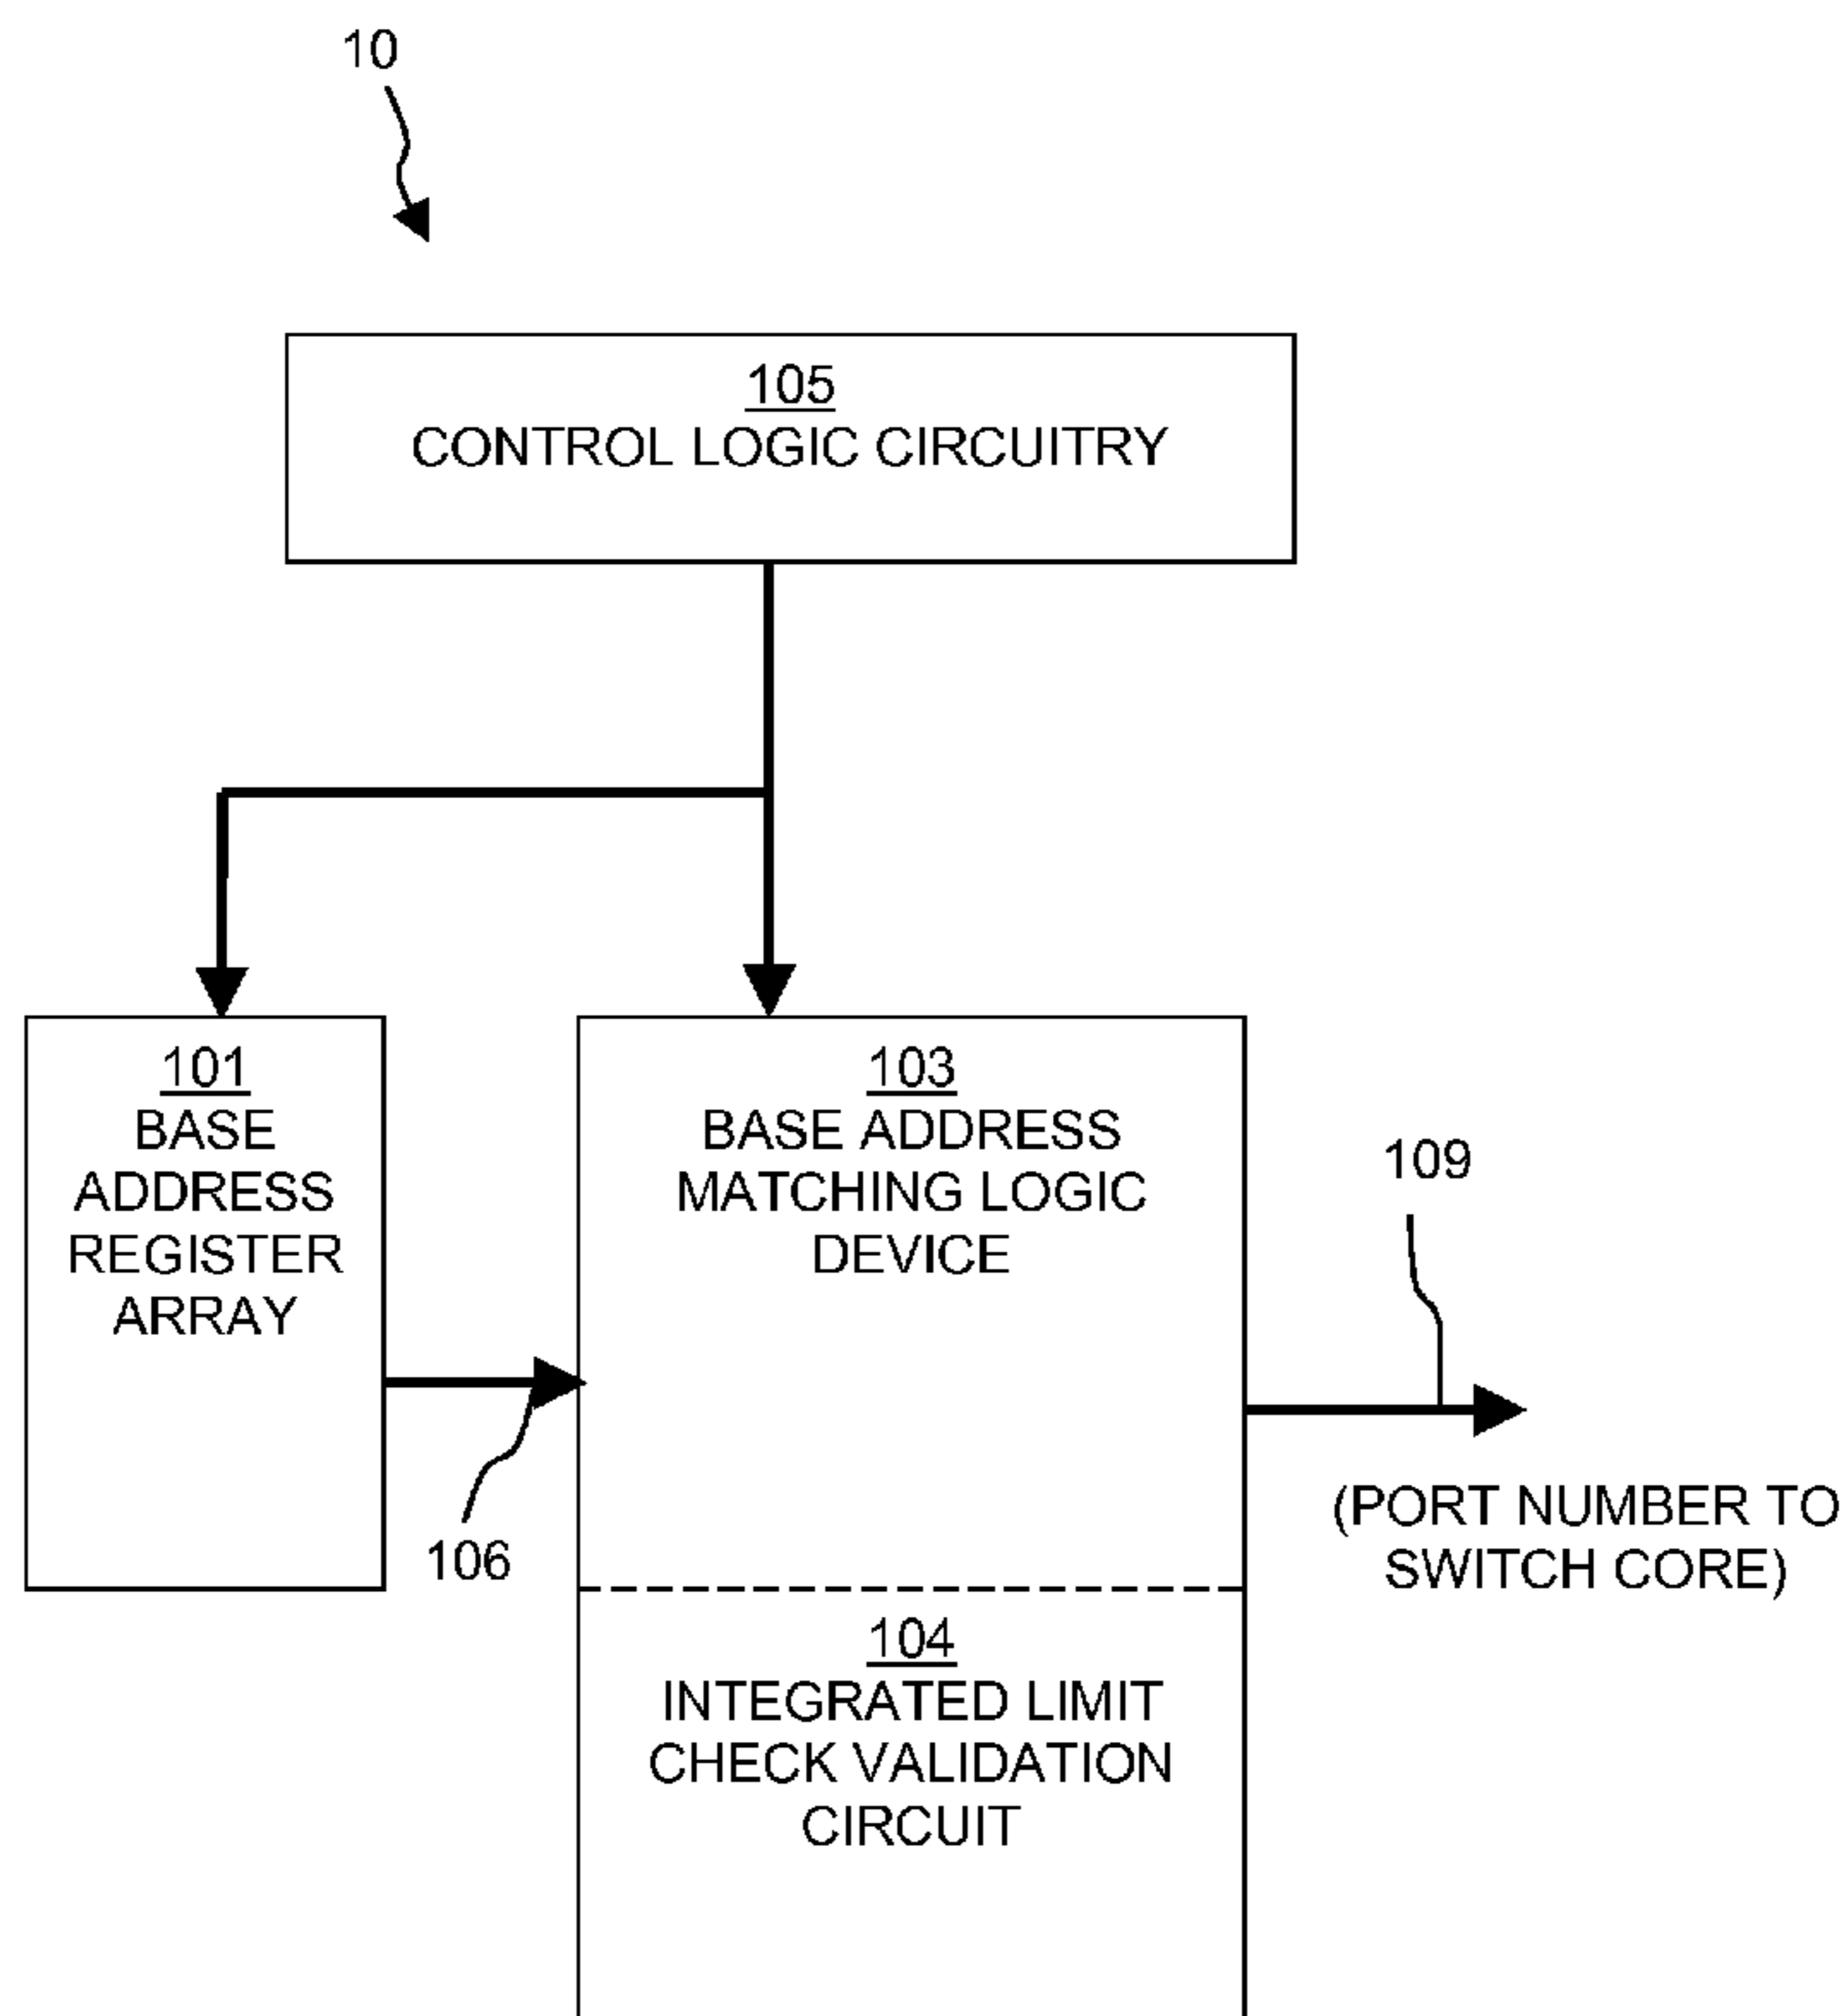 10
105
CONTROL LOGIC CIRCUITRY
101
BASE
ADDRESS
REGISTER
ARRAY
103
BASE ADDRESS
MATCHING LOGIC
DEVICE
109
106
(PORT NUMBER TO
SWITCH CORE)
104
INTEGRATED LIMIT
CHECK VALIDATION
CIRCUIT